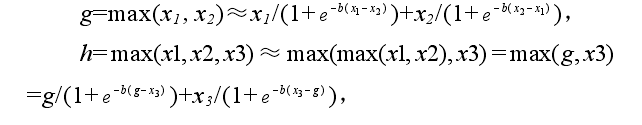 g=max(x₁, x₂)≈x₁/(1+e^{-b(x₁-x₂)})+x₂/(1+e^{-b(x₂-x₁)})，
h=max(x1,x2,x3)≈max(max(x1,x2),x3)=max(g,x3)
=g/(1+e^{-b(g-x₃)})+x₃/(1+e^{-b(x₃-g)})，